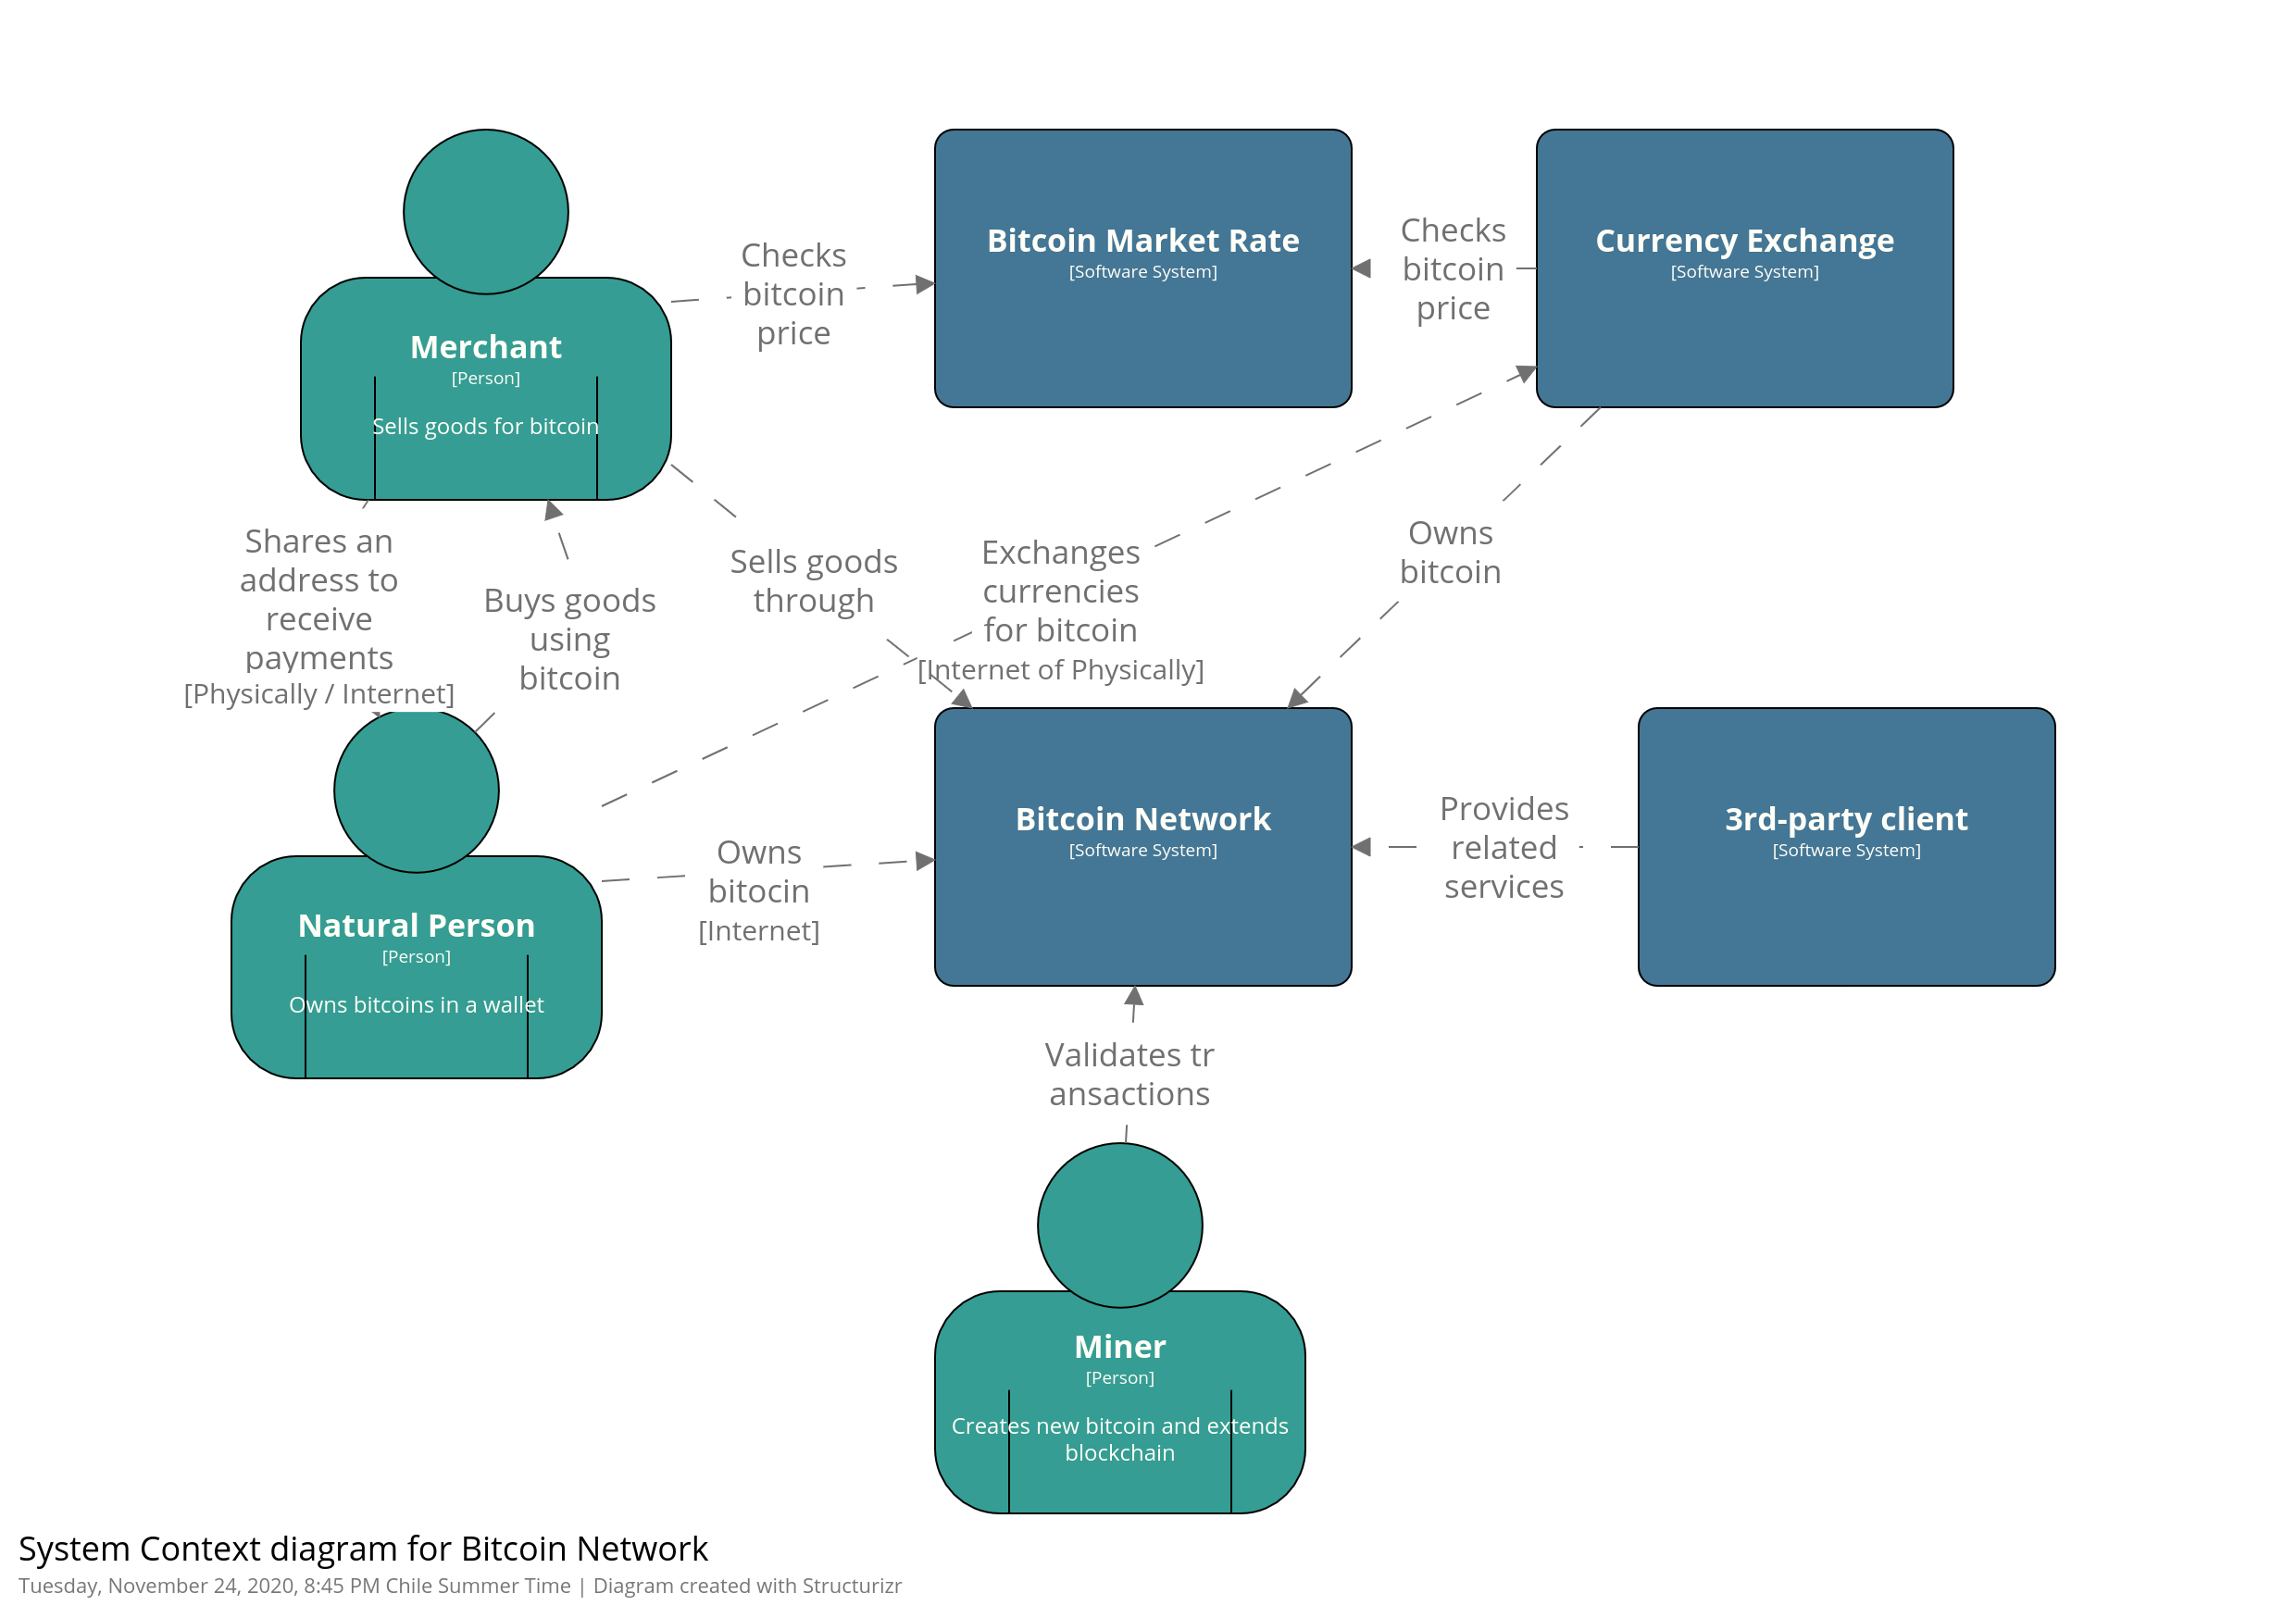 Merchant
[Person]
Sells goods for bitcoin
Checks
bitcoin
price
Bitcoin Market Rate
[Software System]
Checks
bitcoin
price
Currency Exchange
[Software System]
Shares an
address to
receive
payments
[Physically / Internet]
Buys goods
using
bitcoin
Sells goods
through
Exchanges
currencies
for bitcoin
[Internet of Physically]
Owns
bitcoin
Natural Person
[Person]
Owns bitcoins in a wallet
Owns
bitocin
[Internet]
Bitcoin Network
[Software System]
Provides
related
services
3rd-party client
[Software System]
Validates tr
ansactions
Miner
[Person]
Creates new bitcoin and extends
blockchain
System Context diagram for Bitcoin Network
Tuesday, November 24, 2020, 8:45 PM Chile Summer Time | Diagram created with Structurizr